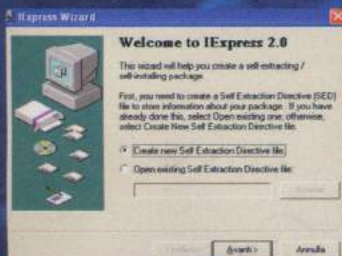 IExpress Wizard
Welcome to IExpress 2.0
This wizard will help you create a self-extracting /
self-installing package.
First, you need to create a Self Extraction Directive (SED)
file to store information about your package. If you have
already done this, select Open existing one; otherwise,
select Create New Self Extraction Directive file.
Create new Self Extraction Directive file.
Open existing Self Extraction Directive file:
Avanti >
Annulla